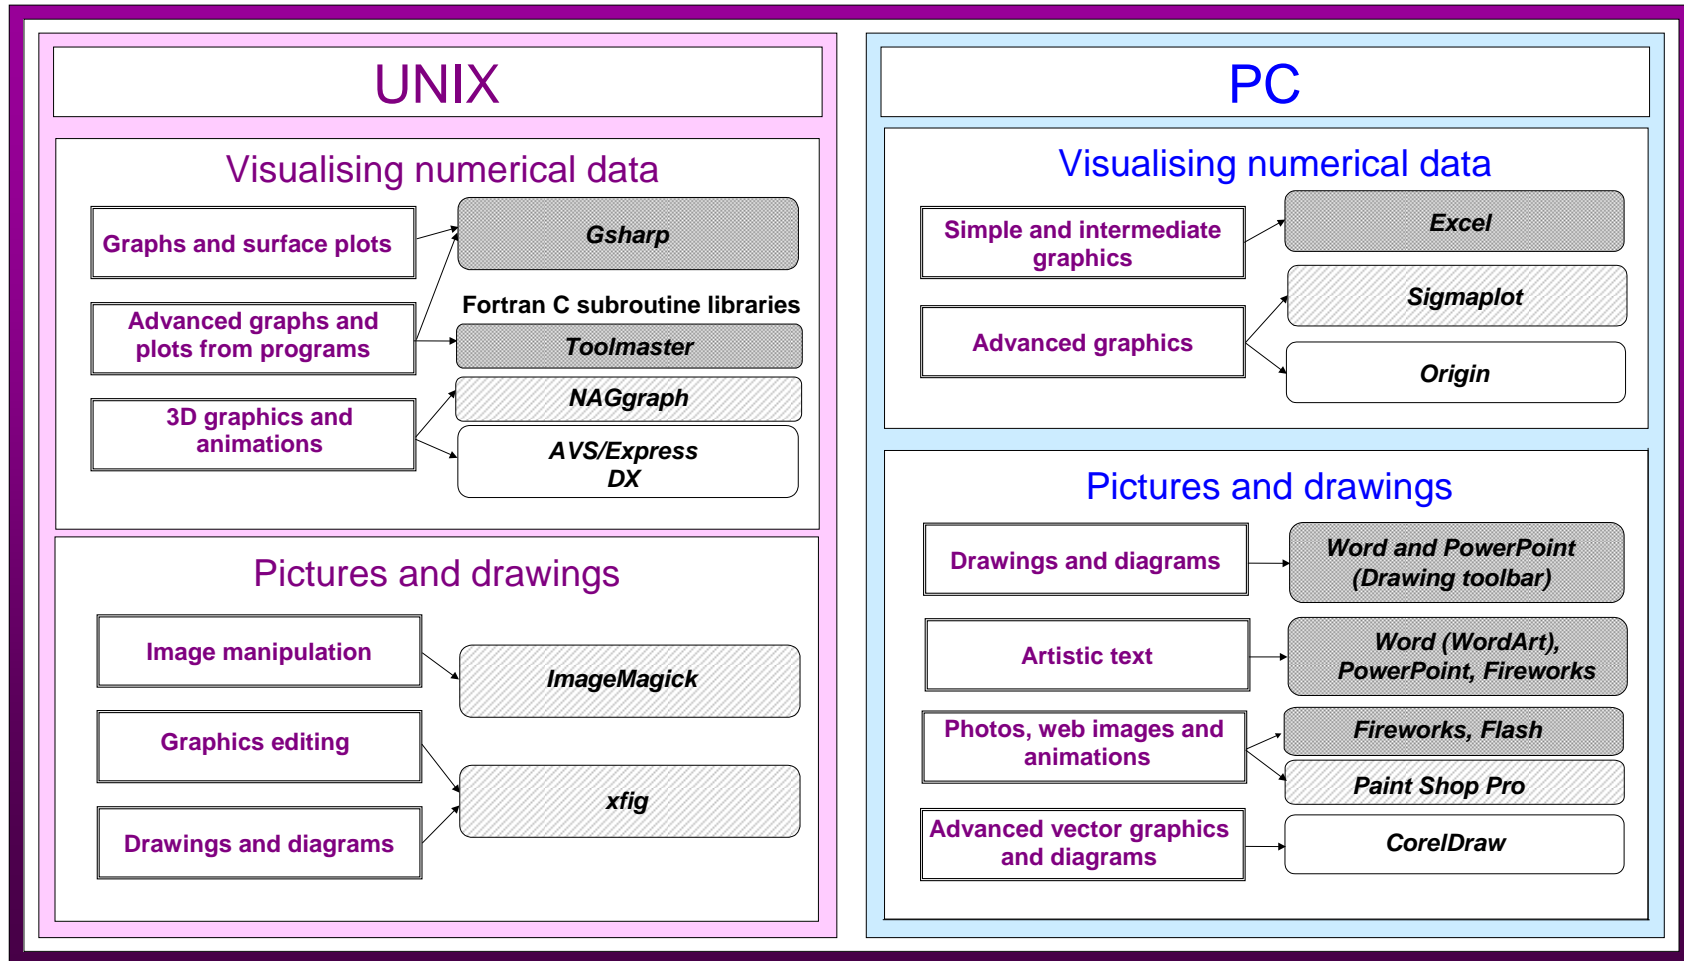 UNIX
Visualising numerical data
Graphs and surface plots
Gsharp
Advanced graphs and
plots from programs
Fortran C subroutine libraries
Toolmaster
3D graphics and
animations
NAGgraph
AVS/Express
DX
Pictures and drawings
Image manipulation
ImageMagick
Graphics editing
xfig
Drawings and diagrams
PC
Visualising numerical data
Simple and intermediate
graphics
Excel
Advanced graphics
Sigmaplot
Origin
Pictures and drawings
Drawings and diagrams
Word and PowerPoint
(Drawing toolbar)
Artistic text
Word (WordArt),
PowerPoint, Fireworks
Photos, web images and
animations
Fireworks, Flash
Paint Shop Pro
Advanced vector graphics
and diagrams
CorelDraw